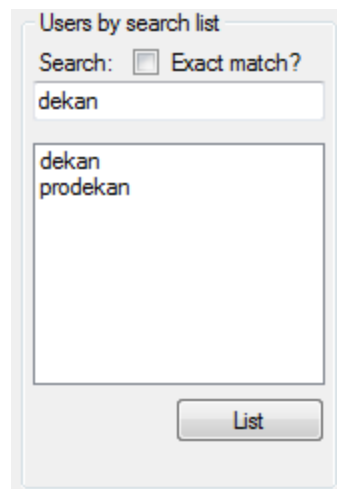 Users by search list
Search: Exact match?
dekan
dekan
prodekan
List